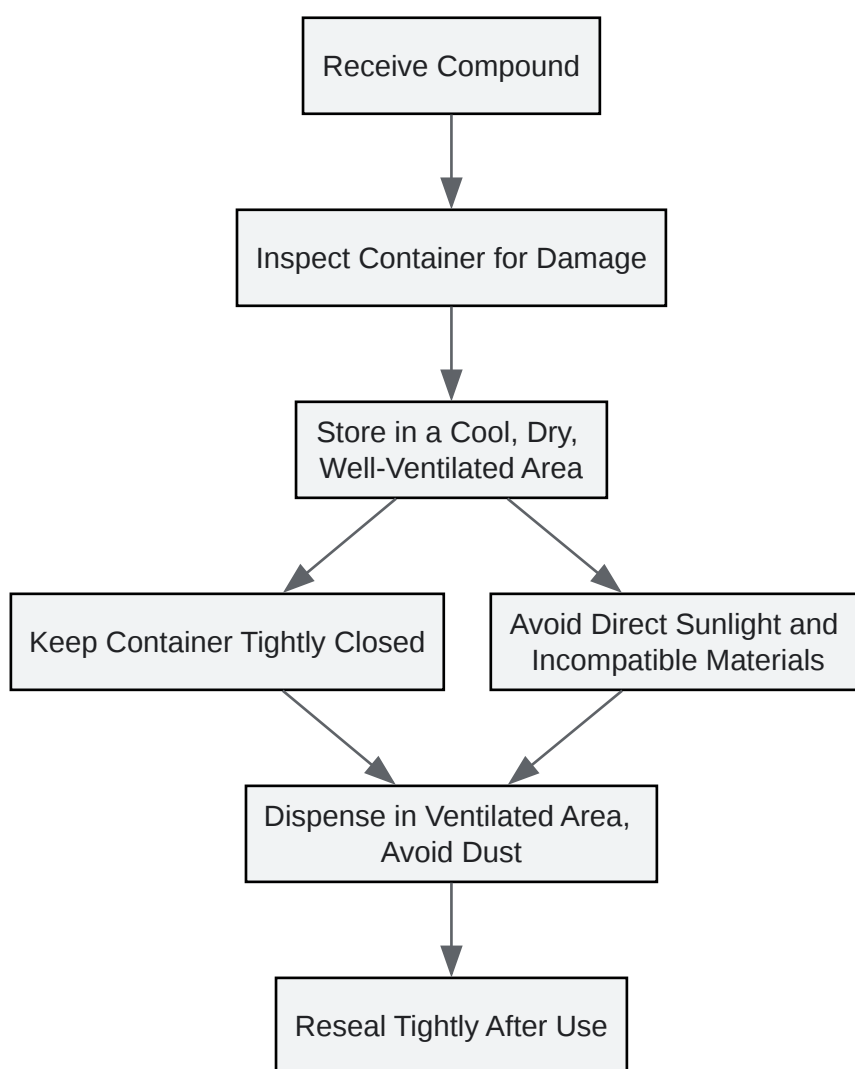 Receive Compound
Inspect Container for Damage
Store in a Cool, Dry,
Well-Ventilated Area
Keep Container Tightly Closed
Avoid Direct Sunlight and
Incompatible Materials
Dispense in Ventilated Area,
Avoid Dust
Reseal Tightly After Use